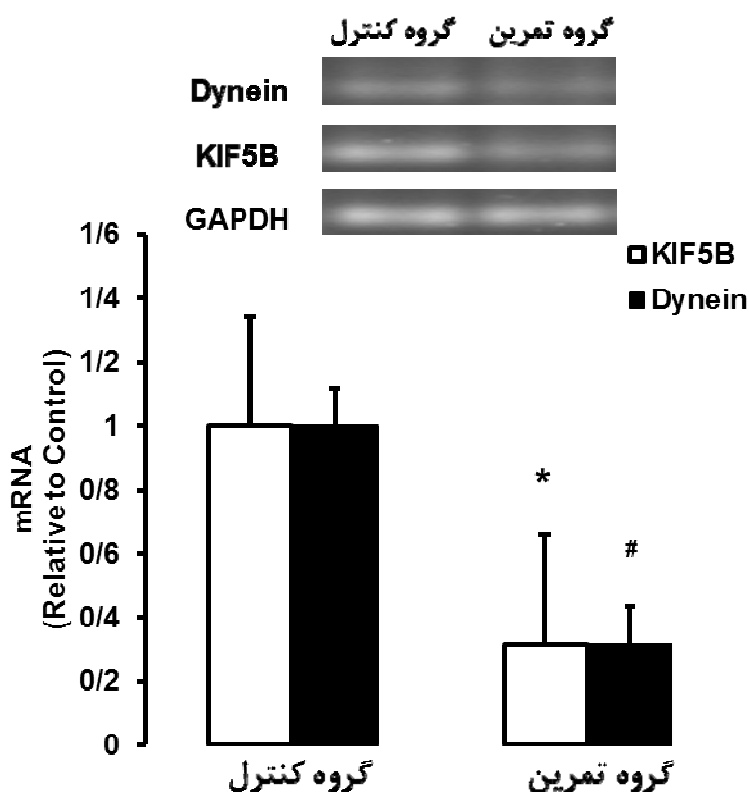 گروه کنترل گروه تمرین
Dynein
KIF5B
GAPDH
KIF5B
Dynein
mRNA
(Relative to Control)
1/6
1/4
1/2
1
0/8
0/6
0/4
0/2
0
*
#
گروه کنترل گروه تمرین